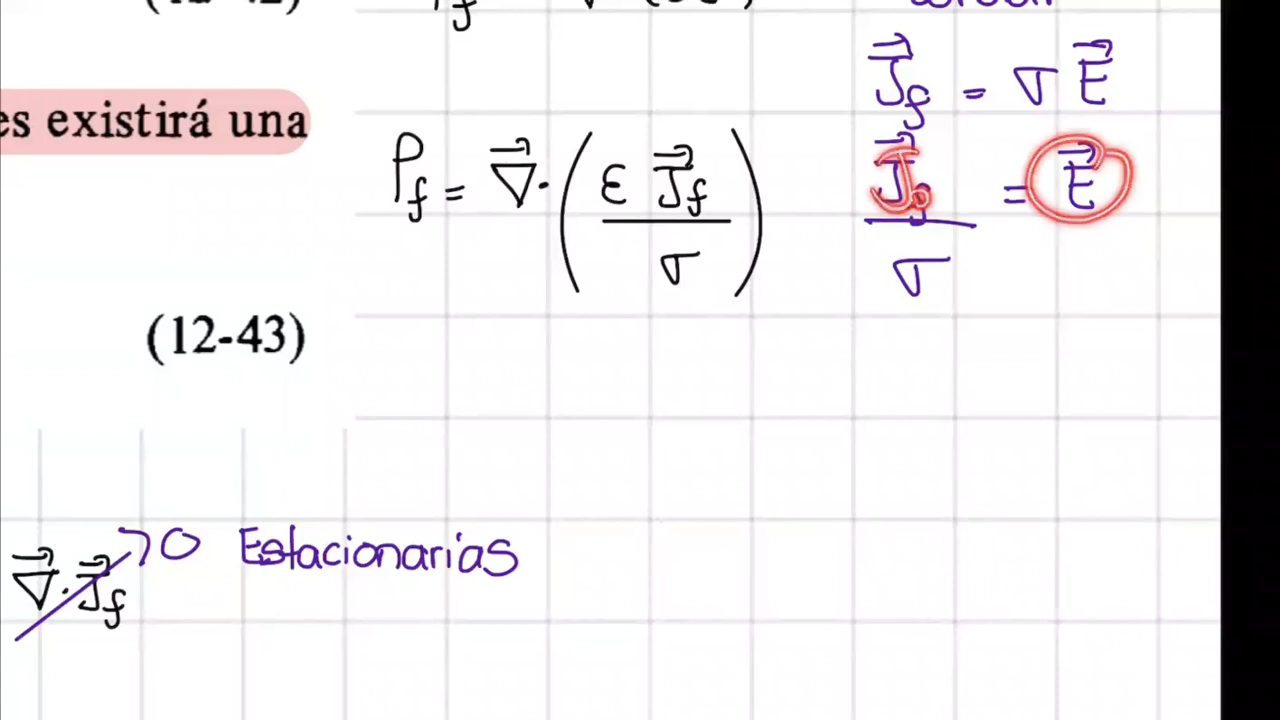 es existirá una
J⃗f = σ E⃗
ρf = ∇⃗ · ( ε J⃗f / σ )
J⃗f / σ = E⃗
(12-43)
∇⃗ · J⃗f → 0 Estacionarias